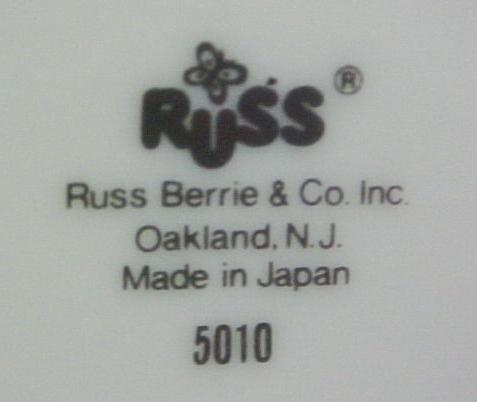 RUSS®
Russ Berrie & Co. Inc.
Oakland, N.J.
Made in Japan
5010